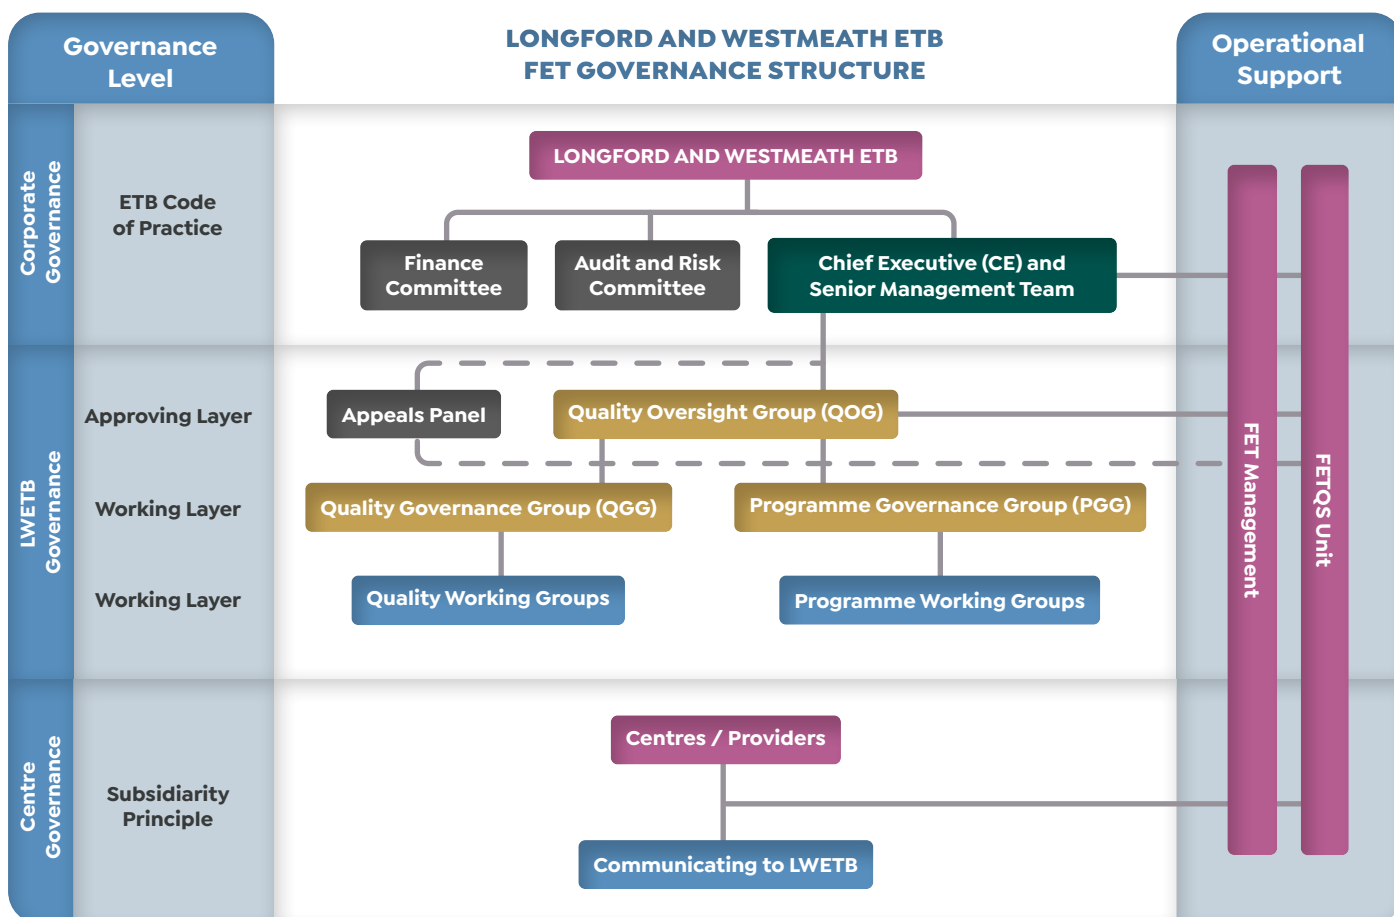 Governance
Level
LONGFORD AND WESTMEATH ETB
FET GOVERNANCE STRUCTURE
Operational
Support
Corporate
Governance
ETB Code
of Practice
LONGFORD AND WESTMEATH ETB
Finance
Committee
Audit and Risk
Committee
Chief Executive (CE) and
Senior Management Team
LWETB
Governance
Approving Layer
Appeals Panel
Quality Oversight Group (QOG)
Working Layer
Quality Governance Group (QGG)
Programme Governance Group (PGG)
Working Layer
Quality Working Groups
Programme Working Groups
FET Management
FETQS Unit
Centre
Governance
Subsidiarity
Principle
Centres / Providers
Communicating to LWETB